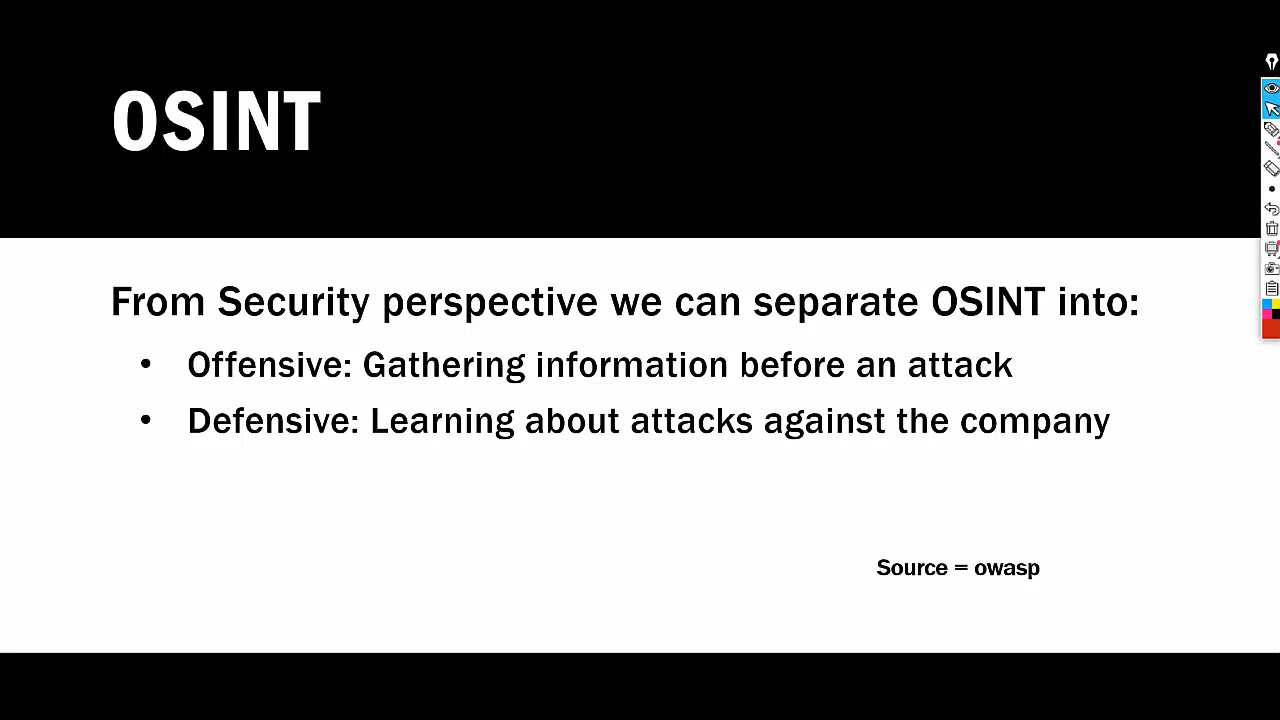 OSINT
From Security perspective we can separate OSINT into:
• Offensive: Gathering information before an attack
• Defensive: Learning about attacks against the company
Source = owasp